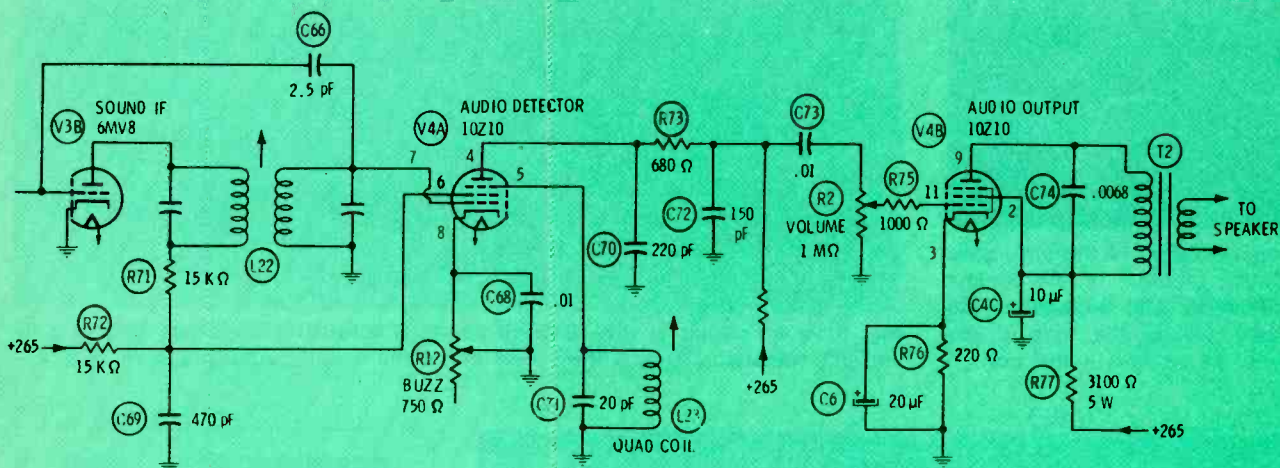 C66
2.5 pF
V3B
SOUND IF
6MV8
R71
15 KΩ
L22
R72
+265
15 KΩ
C69
470 pF
V4A
AUDIO DETECTOR
10Z10
7
4
6
5
8
C68
.01
R12
BUZZ
750 Ω
C71
20 pF
L23
QUAD COIL
R73
680 Ω
C70
220 pF
C72
150
pF
+265
C73
.01
R2
VOLUME
1 MΩ
R75
1000 Ω
V4B
AUDIO OUTPUT
10Z10
9
11
2
3
C74
.0068
T2
TO
SPEAKER
C4C
+
10 μF
R76
220 Ω
C6
+
20 μF
R77
3100 Ω
5 W
+265